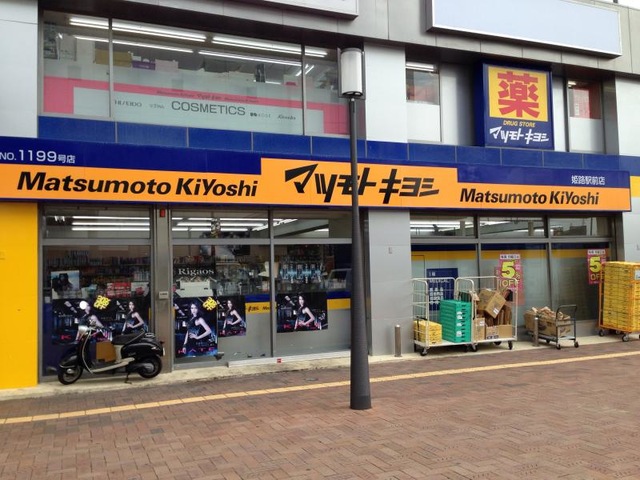 薬
DRUG STORE
マツモトキヨシ
COSMETICS
NO.1199号店
Matsumoto KiYoshi
マツモトキヨシ
Matsumoto KiYoshi
姫路駅前店
Rigaos
5
OFF
5